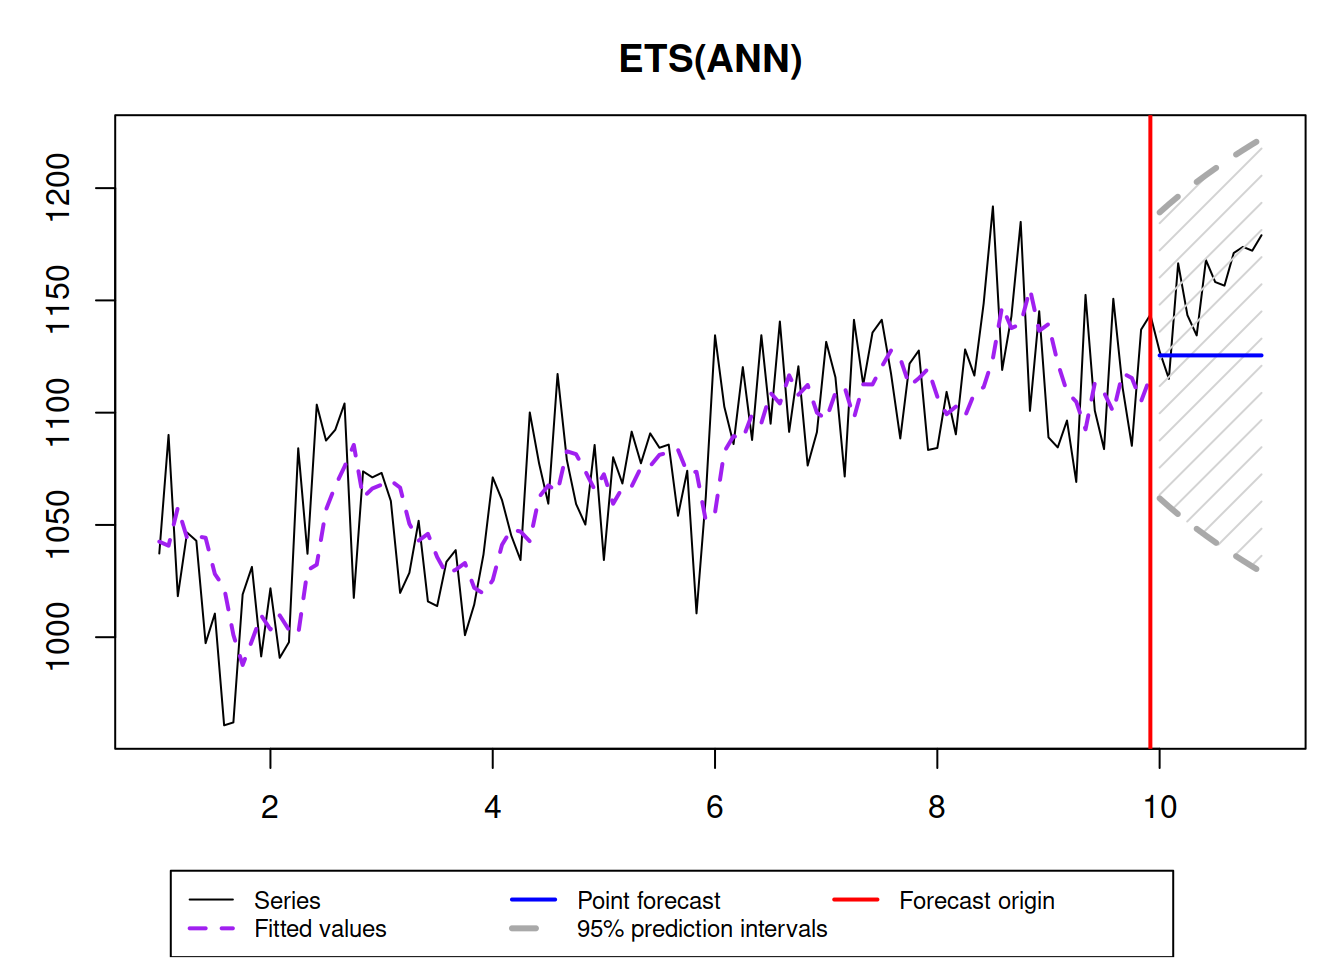 ETS(ANN)
1200
1150
1100
1050
1000
2 4 6 8 10
Series Point forecast Forecast origin
Fitted values 95% prediction intervals